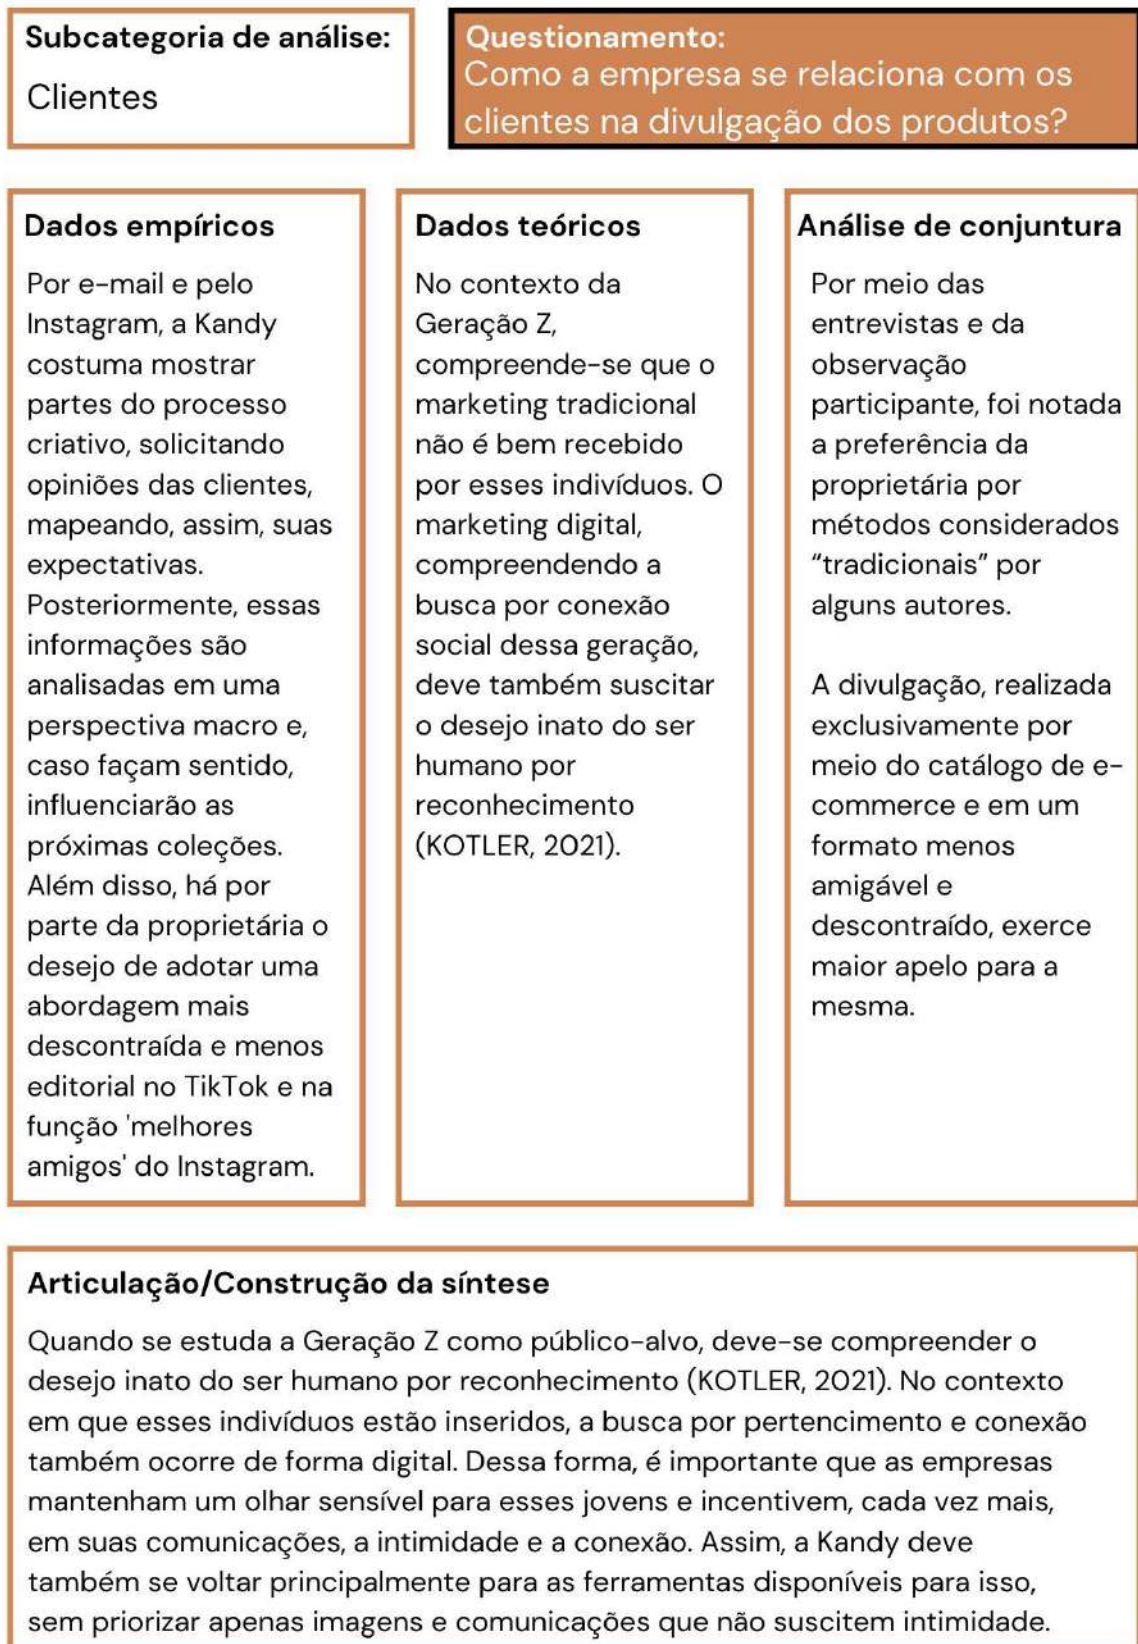 Subcategoria de análise:
Clientes
Questionamento:
Como a empresa se relaciona com os
clientes na divulgação dos produtos?
Dados empíricos
Por e-mail e pelo
Instagram, a Kandy
costuma mostrar
partes do processo
criativo, solicitando
opiniões das clientes,
mapeando, assim, suas
expectativas.
Posteriormente, essas
informações são
analisadas em uma
perspectiva macro e,
caso façam sentido,
influenciarão as
próximas coleções.
Além disso, há por
parte da proprietária o
desejo de adotar uma
abordagem mais
descontraída e menos
editorial no TikTok e na
função 'melhores
amigos' do Instagram.
Dados teóricos
No contexto da
Geração Z,
compreende-se que o
marketing tradicional
não é bem recebido
por esses indivíduos. O
marketing digital,
compreendendo a
busca por conexão
social dessa geração,
deve também suscitar
o desejo inato do ser
humano por
reconhecimento
(KOTLER, 2021).
Análise de conjuntura
Por meio das
entrevistas e da
observação
participante, foi notada
a preferência da
proprietária por
métodos considerados
“tradicionais” por
alguns autores.
A divulgação, realizada
exclusivamente por
meio do catálogo de e-
commerce e em um
formato menos
amigável e
descontraído, exerce
maior apelo para a
mesma.
Articulação/Construção da síntese
Quando se estuda a Geração Z como público-alvo, deve-se compreender o
desejo inato do ser humano por reconhecimento (KOTLER, 2021). No contexto
em que esses indivíduos estão inseridos, a busca por pertencimento e conexão
também ocorre de forma digital. Dessa forma, é importante que as empresas
mantenham um olhar sensível para esses jovens e incentivem, cada vez mais,
em suas comunicações, a intimidade e a conexão. Assim, a Kandy deve
também se voltar principalmente para as ferramentas disponíveis para isso,
sem priorizar apenas imagens e comunicações que não suscitem intimidade.